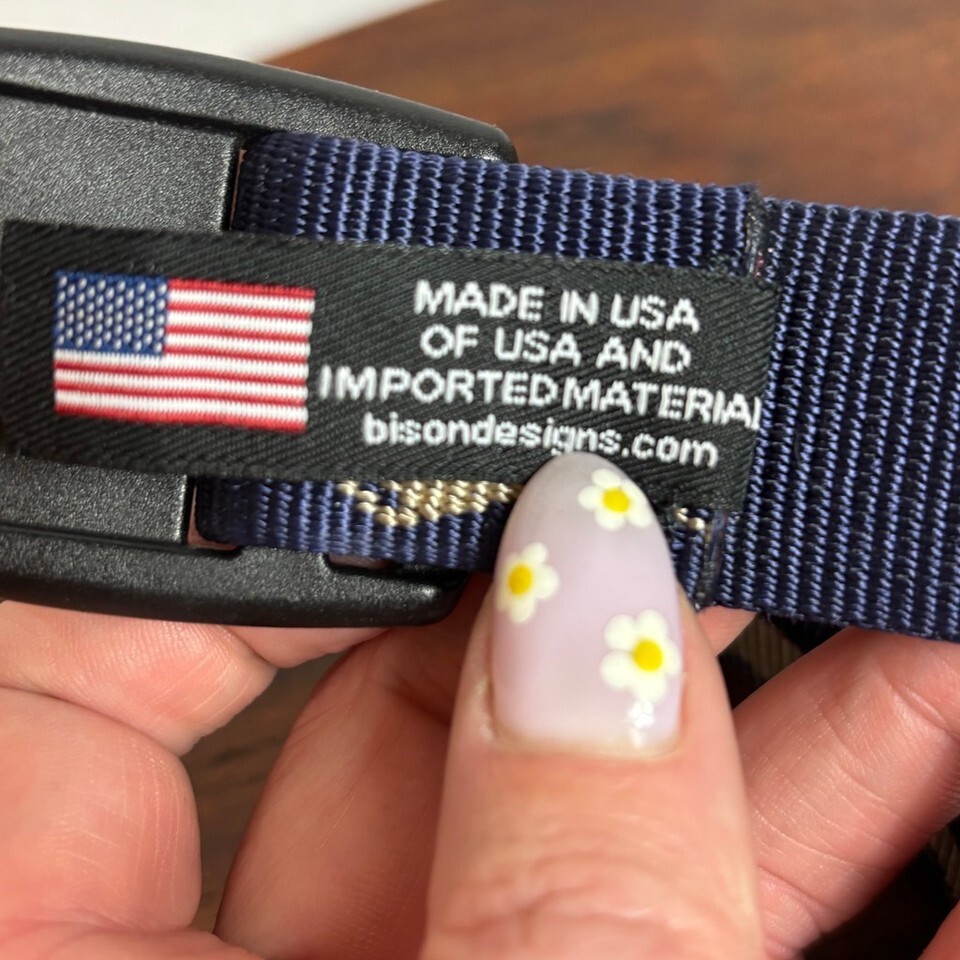 MADE IN USA
OF USA AND
IMPORTED MATERIAL
bisondesigns.com